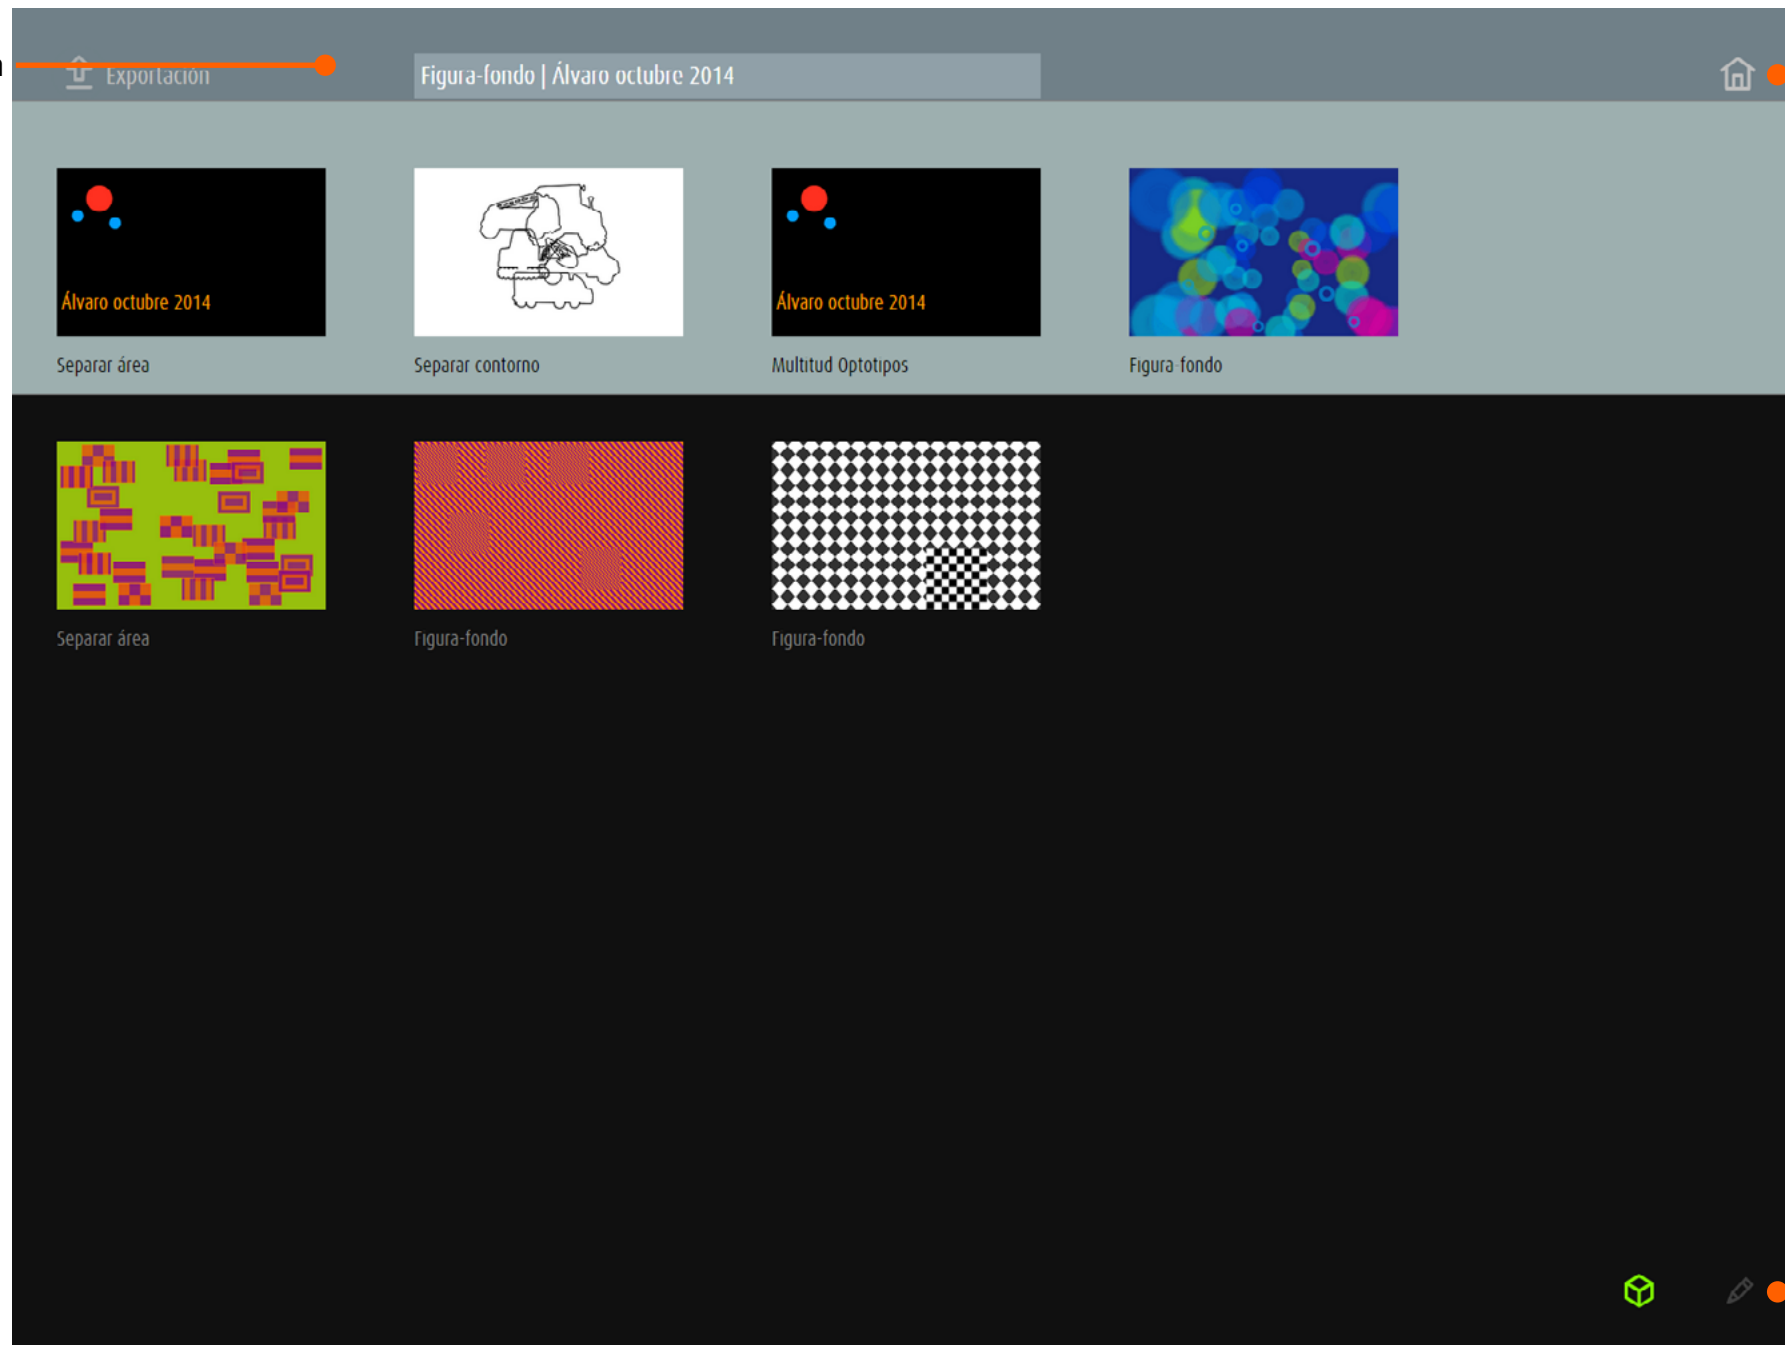 Exportación
Figura-fondo | Álvaro octubre 2014
Álvaro octubre 2014
Álvaro octubre 2014
Separar área
Separar contorno
Multitud Optotipos
Figura-fondo
Separar área
Figura-fondo
Figura-fondo